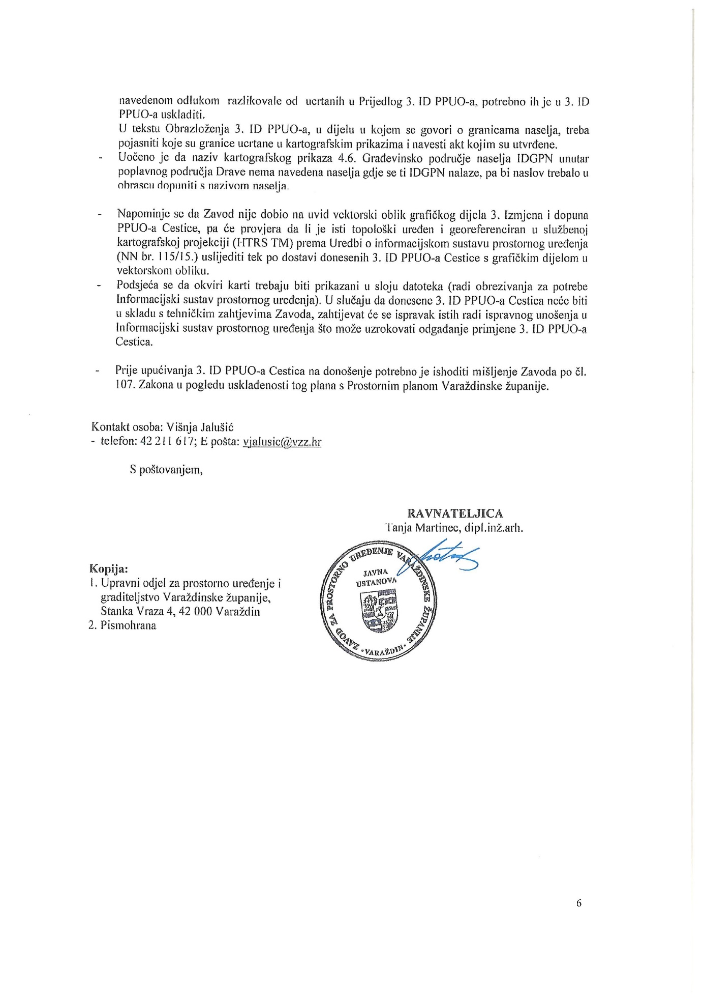 navedenom odlukom razlikovale od ucrtanih u Prijedlog 3. ID PPUO-a, potrebno ih je u 3. ID
PPUO-a uskladiti.
U tekstu Obrazloženja 3. ID PPUO-a, u dijelu u kojem se govori o granicama naselja, treba
pojasniti koje su granice ucrtane u kartografskim prikazima i navesti akt kojim su utvrđene.
- Uočeno je da naziv kartografskog prikaza 4.6. Građevinsko područje naselja IDGPN unutar
poplavnog područja Drave nema navedena naselja gdje se ti IDGPN nalaze, pa bi naslov trebalo u
obrascu dopuniti s nazivom naselja.
- Napominje se da Zavod nije dobio na uvid vektorski oblik grafičkog dijela 3. Izmjena i dopuna
PPUO-a Cestice, pa će provjera da li je isti topološki uređen i georeferenciran u službenoj
kartografskoj projekciji (HTRS TM) prema Uredbi o informacijskom sustavu prostornog uređenja
(NN br. 115/15.) uslijediti tek po dostavi donesenih 3. ID PPUO-a Cestice s grafičkim dijelom u
vektorskom obliku.
- Podsjeća se da okviri karti trebaju biti prikazani u sloju datoteka (radi obrezivanja za potrebe
Informacijski sustav prostornog uređenja). U slučaju da donesene 3. ID PPUO-a Cestica neće biti
u skladu s tehničkim zahtjevima Zavoda, zahtijevat će se ispravak istih radi ispravnog unošenja u
Informacijski sustav prostornog uređenja što može uzrokovati odgađanje primjene 3. ID PPUO-a
Cestica.
- Prije upućivanja 3. ID PPUO-a Cestica na donošenje potrebno je ishoditi mišljenje Zavoda po čl.
107. Zakona u pogledu usklađenosti tog plana s Prostornim planom Varaždinske županije.
Kontakt osoba: Višnja Jalušić
- telefon: 42 211 617; E pošta: vjalusic@vzz.hr
S poštovanjem,
RAVNATELJICA
Tanja Martinec, dipl.inž.arh.
ZAVOD ZA PROSTORNO UREĐENJE VARAŽDINSKE ŽUPANIJE
JAVNA
USTANOVA
• VARAŽDIN •
Kopija:
1. Upravni odjel za prostorno uređenje i
graditeljstvo Varaždinske županije,
Stanka Vraza 4, 42 000 Varaždin
2. Pismohrana
6